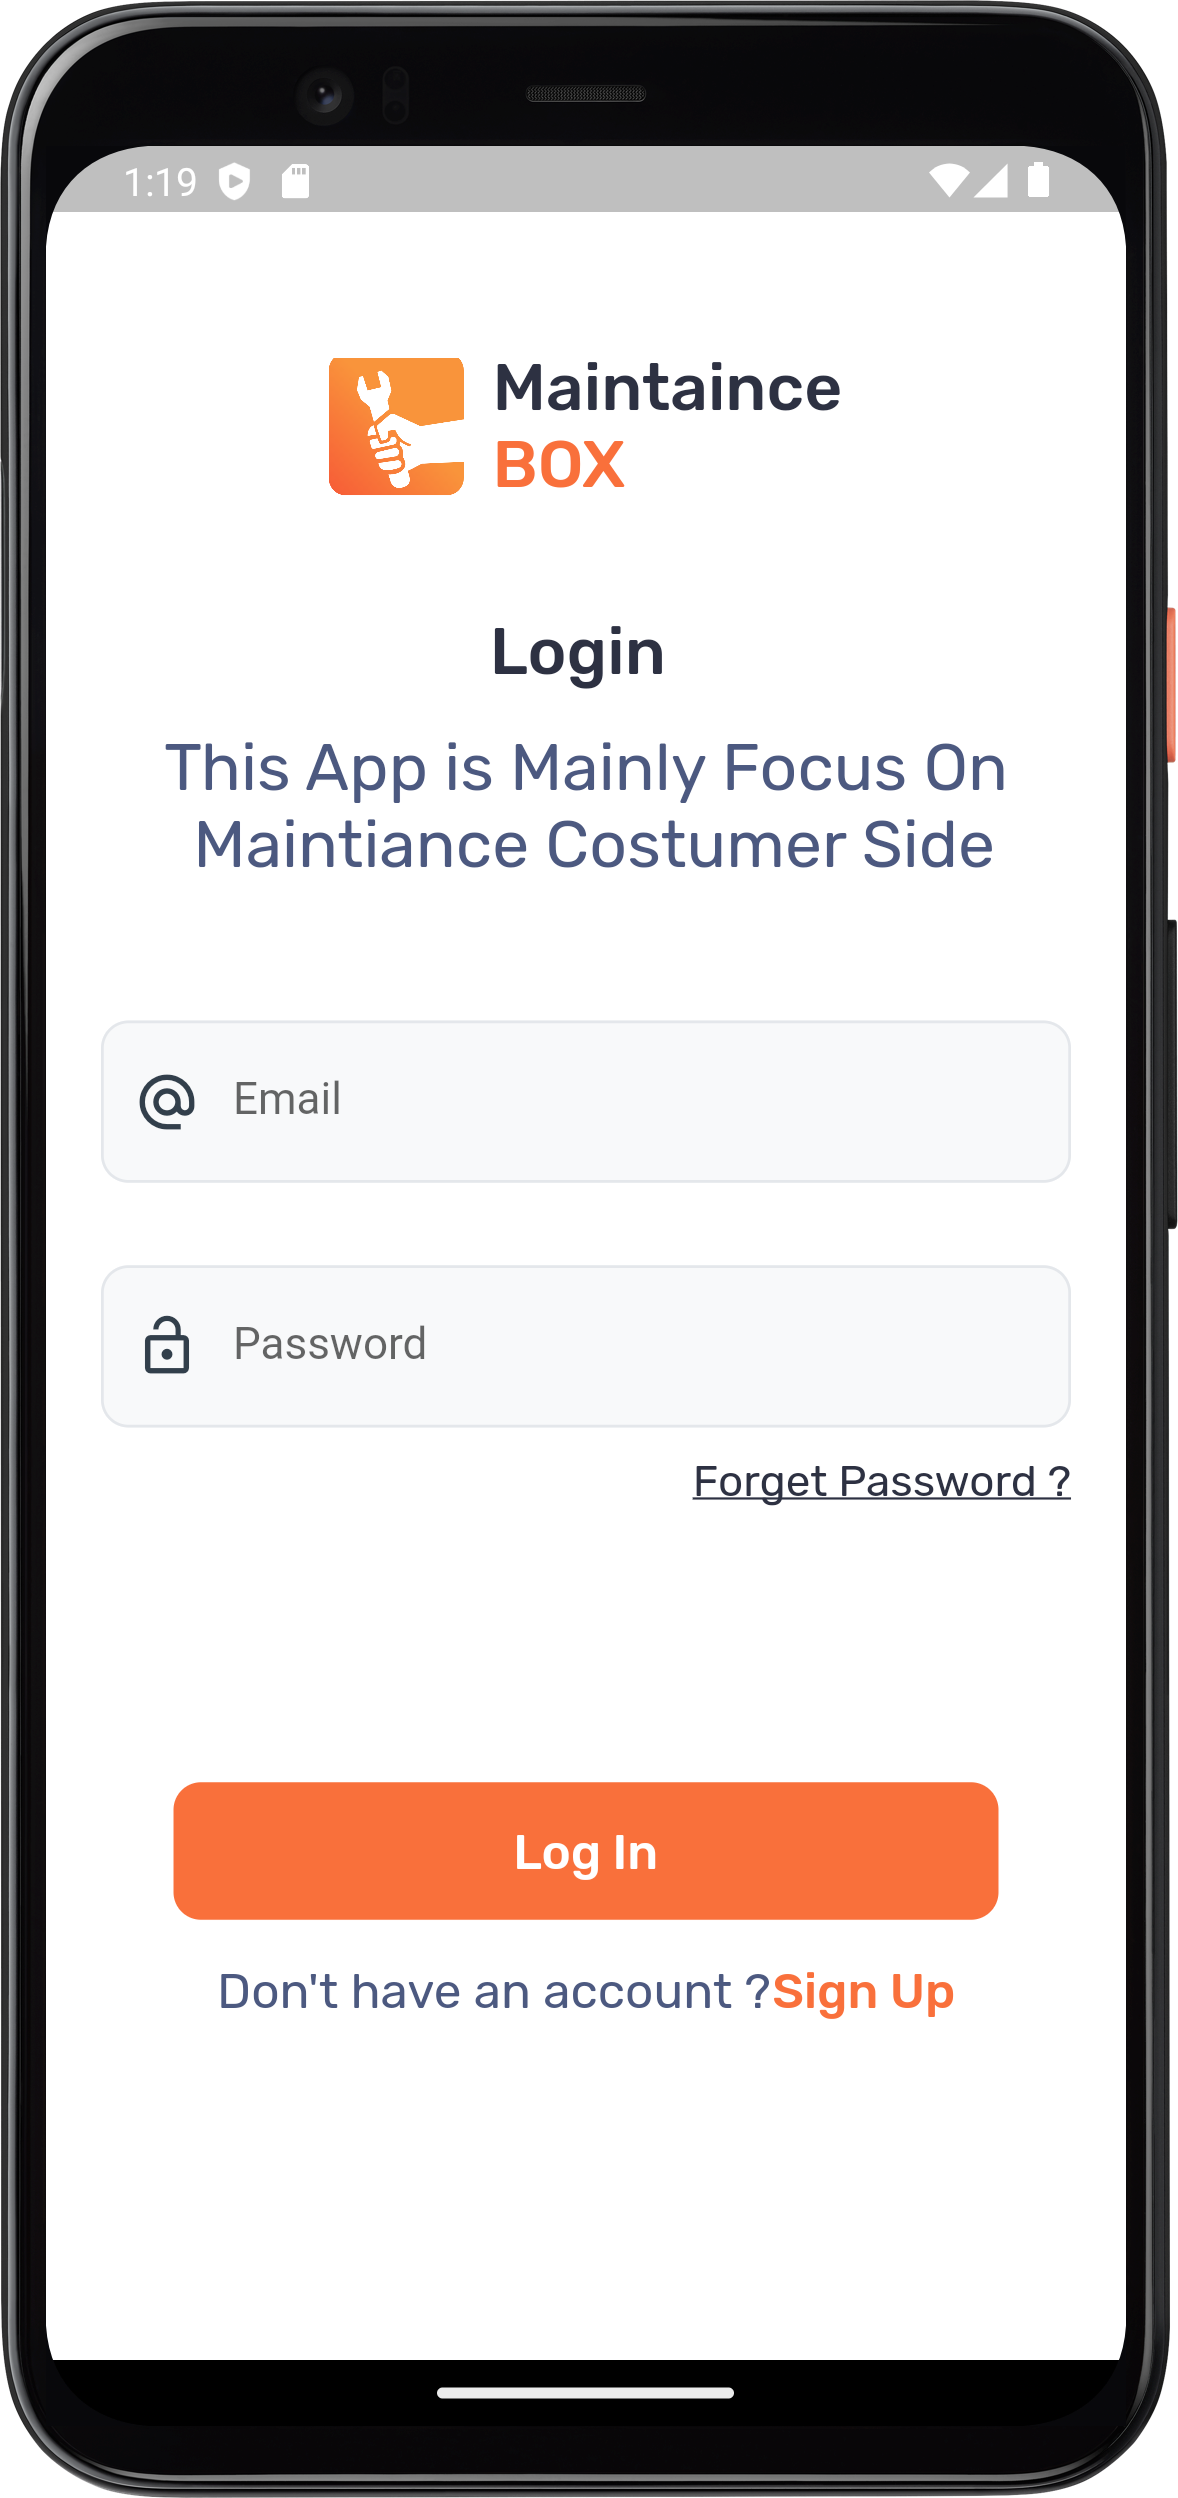 1:19
Maintaince
BOX
Login
This App is Mainly Focus On
Maintiance Costumer Side
Email
Password
Forget Password ?
Log In
Don't have an account ?Sign Up